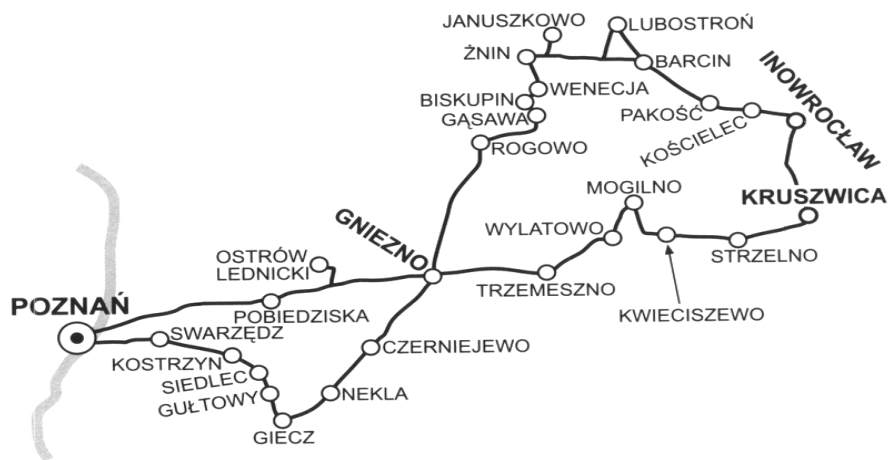 JANUSZKOWO
LUBOSTROŃ
ŻNIN
BARCIN
INOWROCŁAW
WENECJA
BISKUPIN
GĄSAWA
PAKOŚĆ
KOŚCIELEC
ROGOWO
MOGILNO
KRUSZWICA
GNIEZNO
WYLATOWO
OSTRÓW
LEDNICKI
STRZELNO
TRZEMESZNO
POZNAŃ
POBIEDZISKA
KWIECISZEWO
SWARZĘDZ
KOSTRZYN
CZERNIEJEWO
SIEDLEC
GUŁTOWY
NEKLA
GIECZ